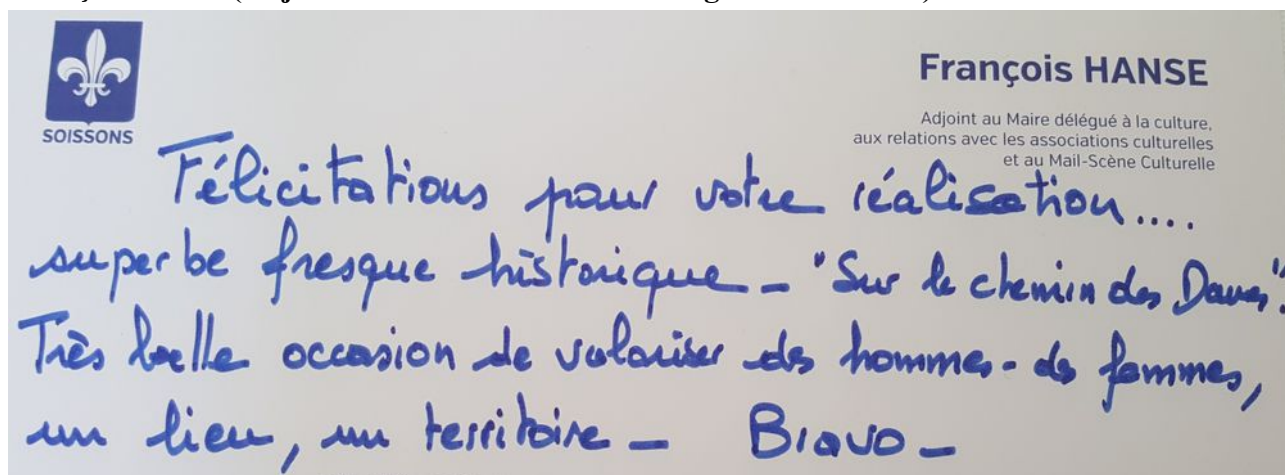 SOISSONS
François HANSE
Adjoint au Maire délégué à la culture,
aux relations avec les associations culturelles
et au Mail-Scène Culturelle
Félicitations pour votre réalisation....
superbe fresque historique - "Sur le chemin des Dames".
Très belle occasion de valoriser des hommes - des femmes,
un lieu, un territoire - Bravo -